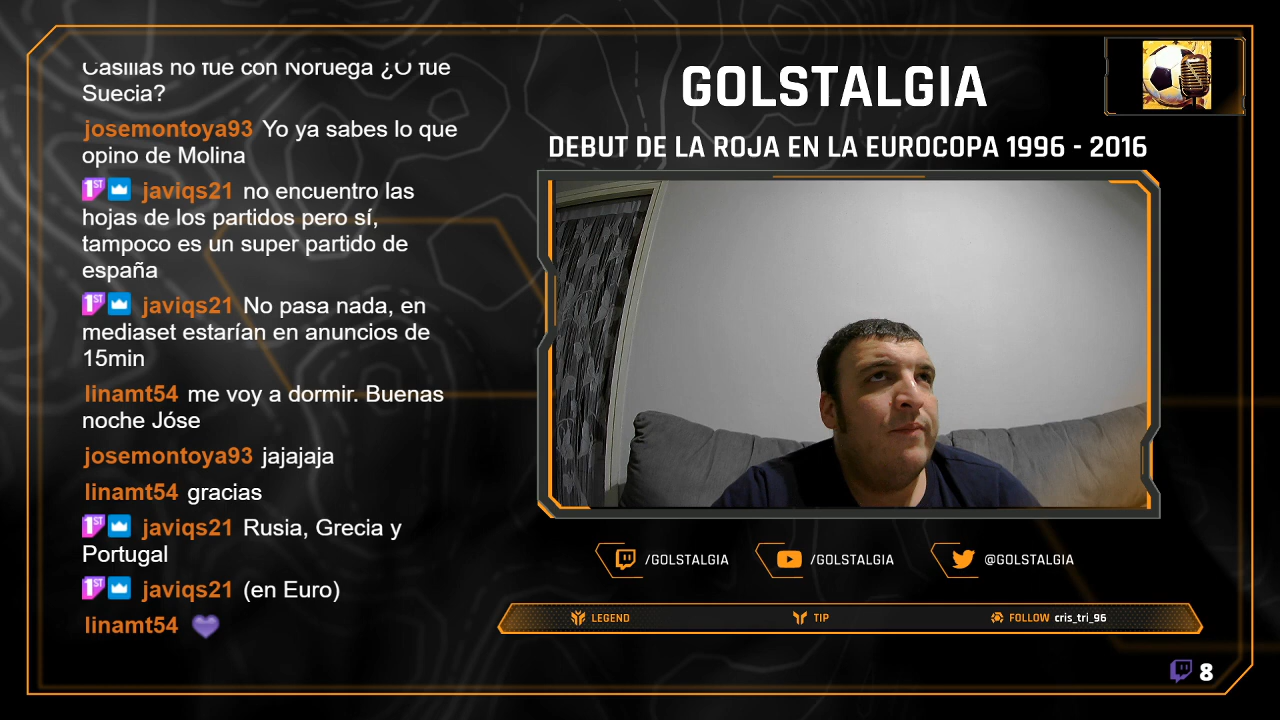 Casillas no fue con Noruega ¿O fue
Suecia?
josemontoya93 Yo ya sabes lo que
opino de Molina
1ST javiqs21 no encuentro las
hojas de los partidos pero sí,
tampoco es un super partido de
españa
1ST javiqs21 No pasa nada, en
mediaset estarían en anuncios de
15min
linamt54 me voy a dormir. Buenas
noche Jóse
josemontoya93 jajajaja
linamt54 gracias
1ST javiqs21 Rusia, Grecia y
Portugal
1ST javiqs21 (en Euro)
linamt54
GOLSTALGIA
DEBUT DE LA ROJA EN LA EUROCOPA 1996 - 2016
/GOLSTALGIA /GOLSTALGIA @GOLSTALGIA
LEGEND TIP FOLLOW cris_tri_96
8